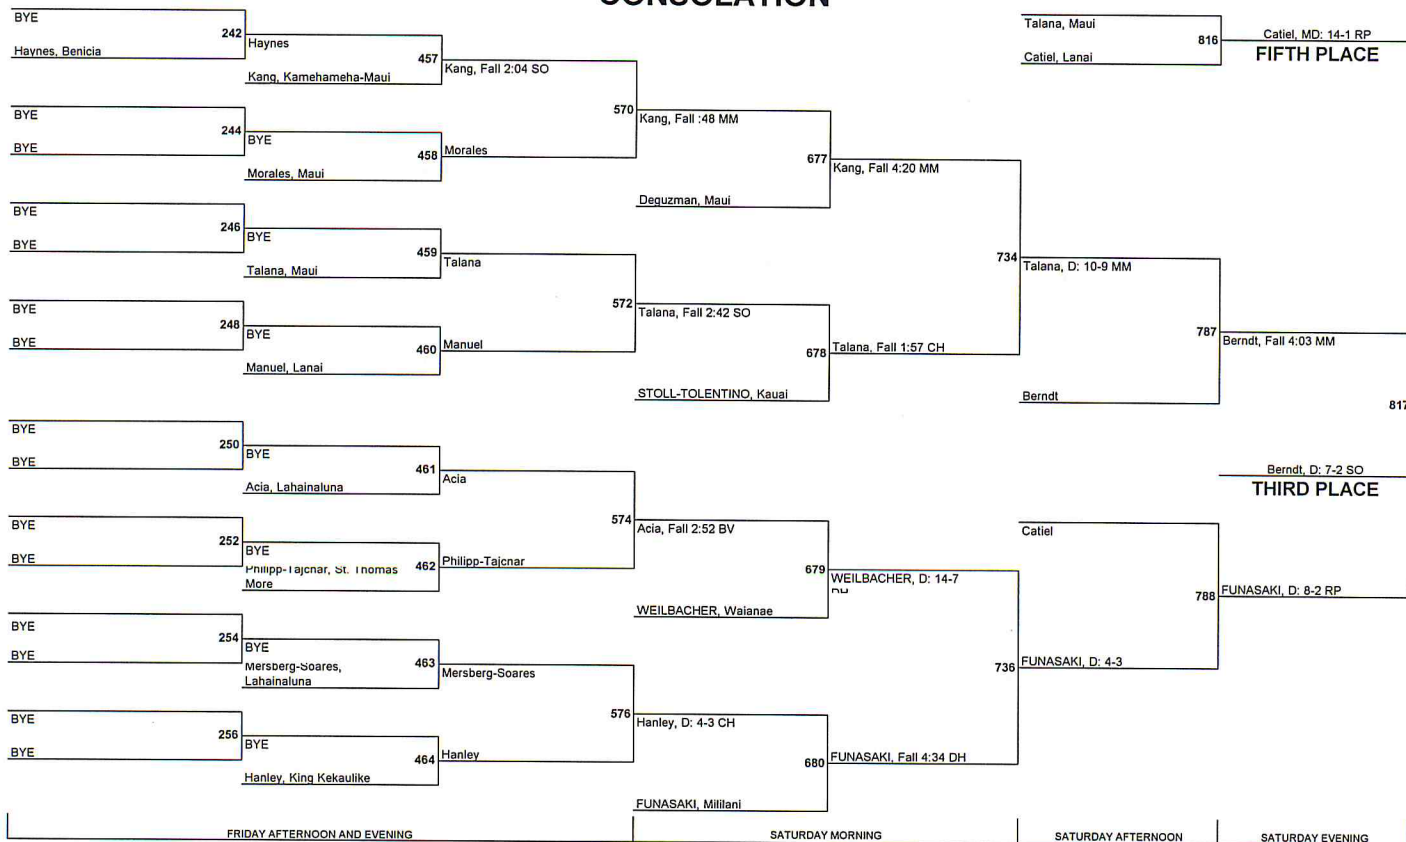 CONSOLATION
BYE
242
Haynes, Benicia
Haynes
457
Kang, Kamehameha-Maui
Kang, Fall 2:04 SO
BYE
244
BYE
BYE
458
Morales, Maui
Morales
570
Kang, Fall :48 MM
677
Deguzman, Maui
Kang, Fall 4:20 MM
BYE
246
BYE
BYE
459
Talana, Maui
Talana
BYE
248
BYE
BYE
460
Manuel, Lanai
Manuel
572
Talana, Fall 2:42 SO
678
STOLL-TOLENTINO, Kauai
Talana, Fall 1:57 CH
734
Talana, D: 10-9 MM
787
Berndt
Berndt, Fall 4:03 MM
817
BYE
250
BYE
BYE
461
Acia, Lahainaluna
Acia
BYE
252
BYE
BYE
462
Philipp-Tajcnar, St. Thomas
More
Philipp-Tajcnar
574
Acia, Fall 2:52 BV
679
WEILBACHER, Waianae
WEILBACHER, D: 14-7
DH
BYE
254
BYE
BYE
463
Mersberg-Soares,
Lahainaluna
Mersberg-Soares
BYE
256
BYE
BYE
464
Hanley, King Kekaulike
Hanley
576
Hanley, D: 4-3 CH
680
FUNASAKI, Mililani
FUNASAKI, Fall 4:34 DH
736
FUNASAKI, D: 4-3
Catiel
788
FUNASAKI, D: 8-2 RP
Talana, Maui
816
Catiel, Lanai
Catiel, MD: 14-1 RP
FIFTH PLACE
Berndt, D: 7-2 SO
THIRD PLACE
FRIDAY AFTERNOON AND EVENING
SATURDAY MORNING
SATURDAY AFTERNOON
SATURDAY EVENING